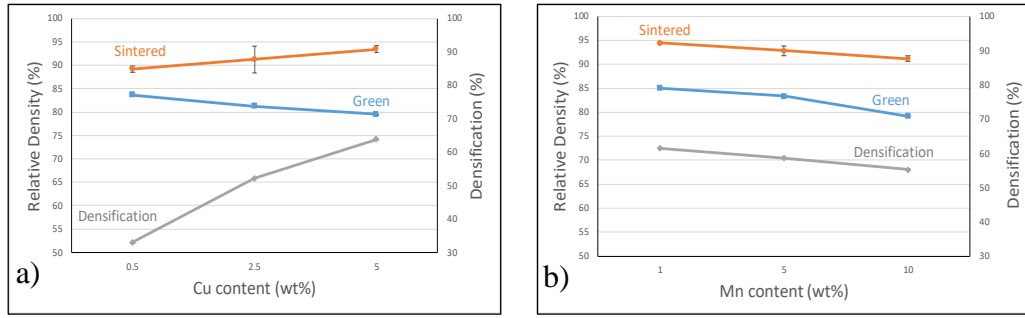 100
95
90
85
80
75
70
65
60
55
50
Relative Density (%)
Sintered
Green
Densification
100
90
80
70
60
50
40
30
Densification (%)
0.5 2.5 5
Cu content (wt%)
a)
100
95
90
85
80
75
70
65
60
55
50
Relative Density (%)
Sintered
Green
Densification
100
90
80
70
60
50
40
30
Densification (%)
1 5 10
Mn content (wt%)
b)